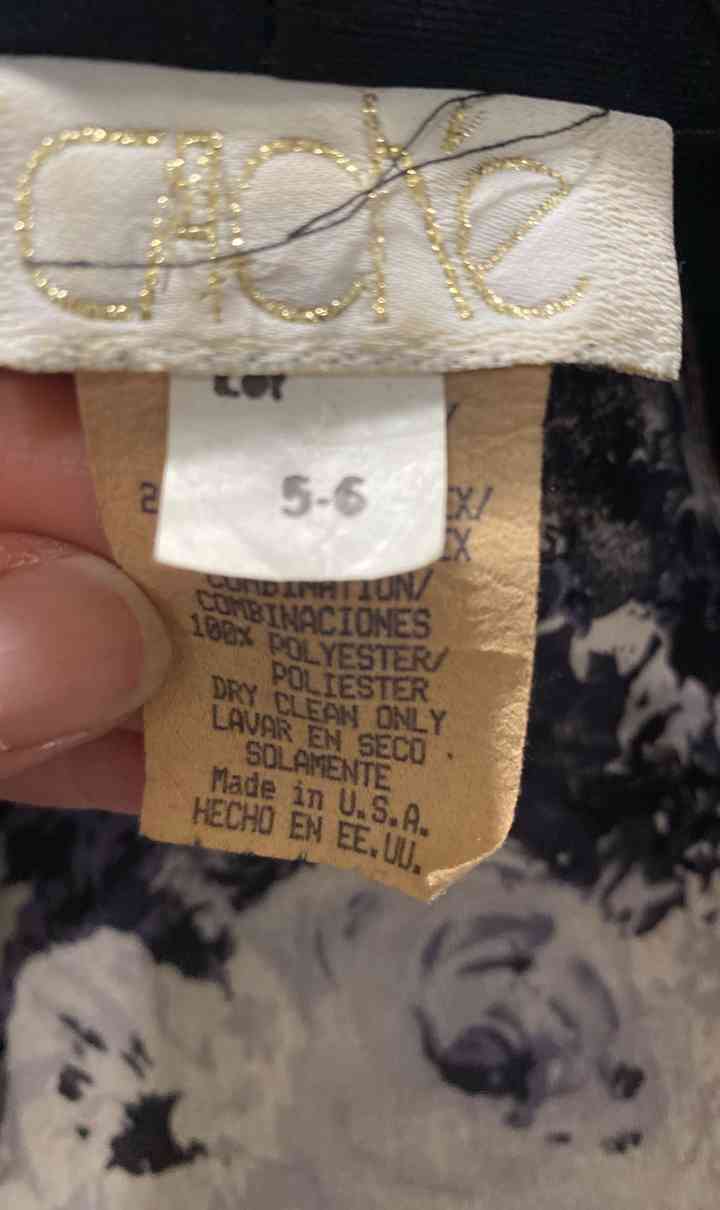 Caché
5-6
COMBINATION/
COMBINACIONES
100% POLYESTER/
POLIESTER
DRY CLEAN ONLY
LAVAR EN SECO
SOLAMENTE
Made in U.S.A.
HECHO EN EE.UU.